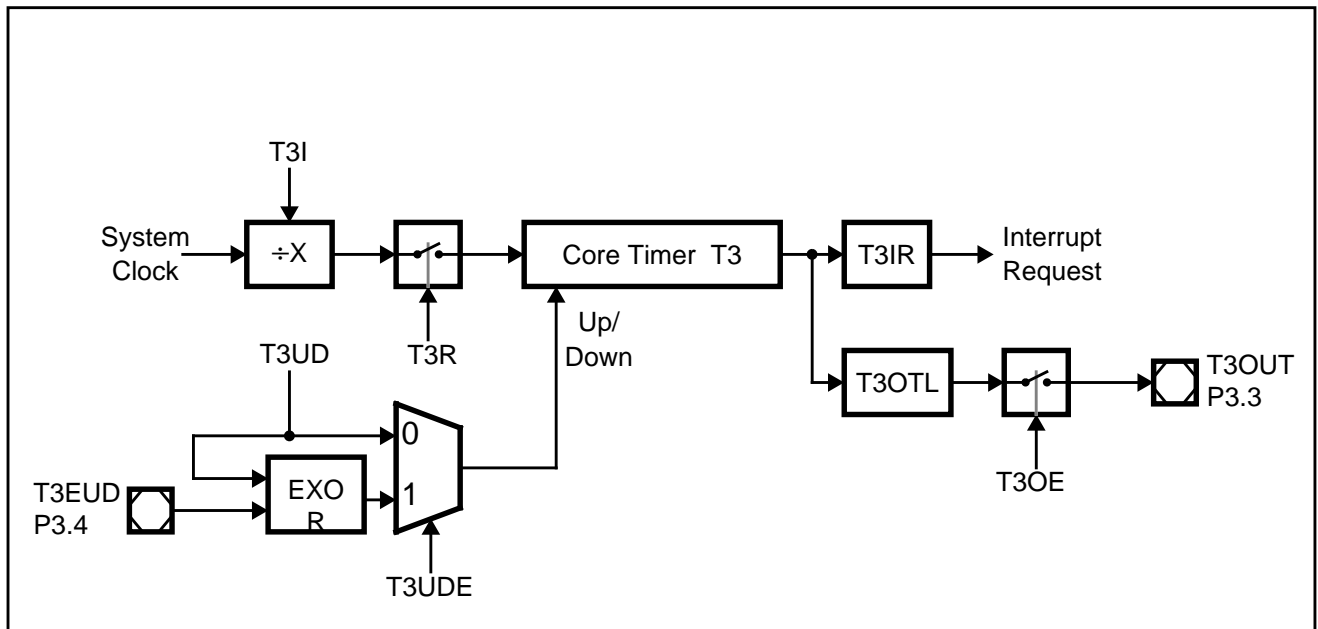 T3I
System
Clock
÷X
Core Timer T3
T3IR
Interrupt
Request
T3R
Up/
Down
T3UD
T3OTL
T3OUT
P3.3
0
T3EUD
P3.4
EXO
R
1
T3OE
T3UDE